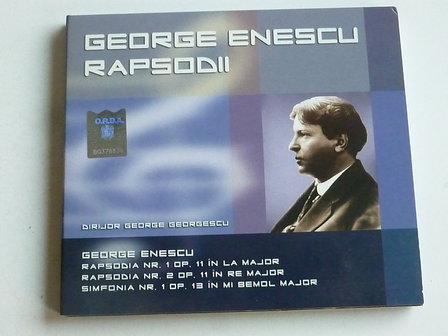 GEORGE ENESCU
RAPSODII
O.R.D.A.
DIRIJOR GEORGE GEORGESCU
GEORGE ENESCU
RAPSODIA NR. 1 OP. 11 ÎN LA MAJOR
RAPSODIA NR. 2 OP. 11 ÎN RE MAJOR
SIMFONIA NR. 1 OP. 13 ÎN MI BEMOL MAJOR